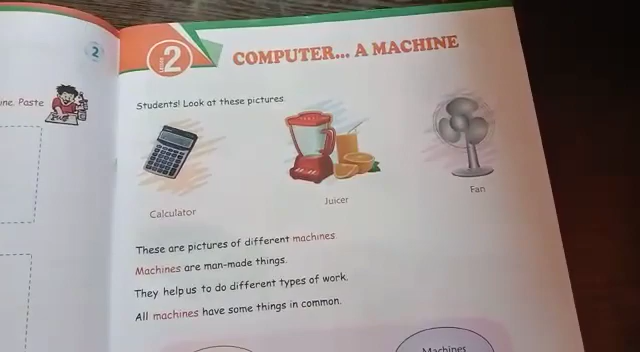 2
ine. Paste
LESSON 2
COMPUTER... A MACHINE
Students! Look at these pictures.
Calculator
Juicer
Fan
These are pictures of different machines.
Machines are man-made things.
They help us to do different types of work.
All machines have some things in common.
Machines